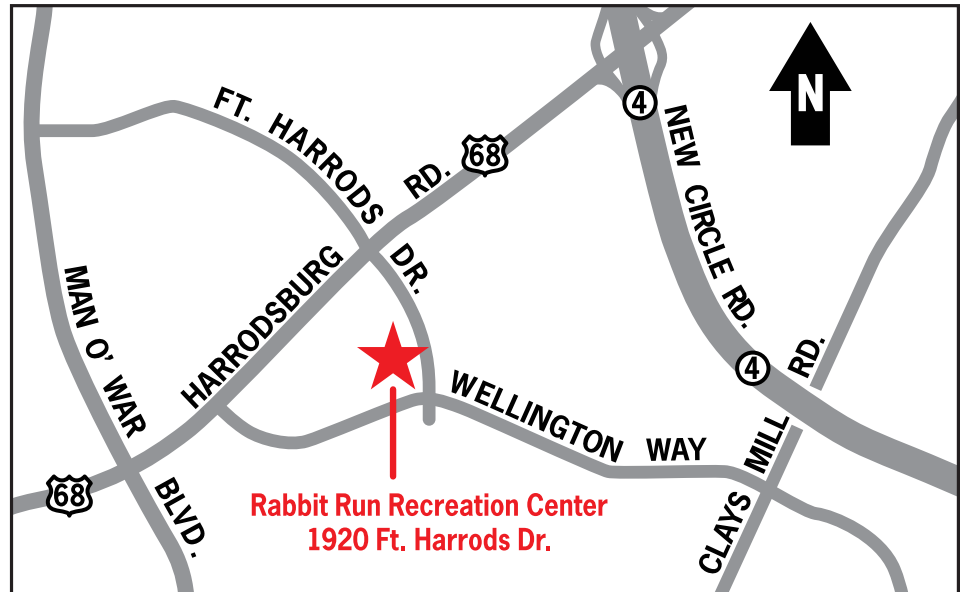 FT. HARRODS DR.
HARRODSBURG RD.
68
4
NEW CIRCLE RD.
N
MAN O' WAR BLVD.
4
WELLINGTON WAY
CLAYS MILL RD.
68
Rabbit Run Recreation Center
1920 Ft. Harrods Dr.